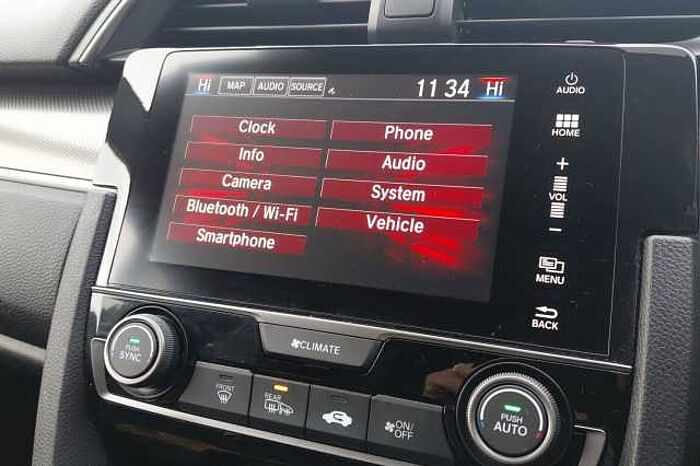 Hi MAP AUDIO SOURCE 11 34 Hi
Clock
Phone
Info
Audio
Camera
System
Bluetooth / Wi-Fi
Vehicle
Smartphone
AUDIO
HOME
+
VOL
−
MENU
BACK
PUSH
SYNC
CLIMATE
FRONT
REAR
ON/
OFF
PUSH
AUTO